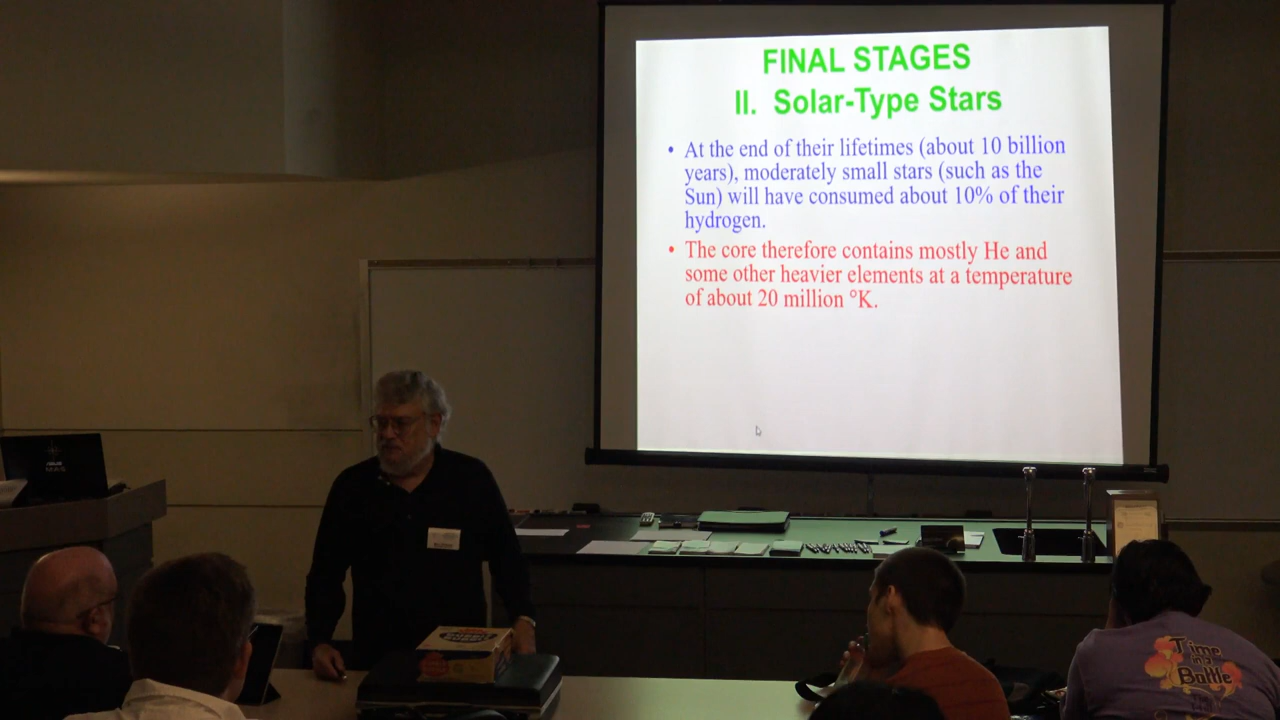 FINAL STAGES
II. Solar-Type Stars
• At the end of their lifetimes (about 10 billion
years), moderately small stars (such as the
Sun) will have consumed about 10% of their
hydrogen.
• The core therefore contains mostly He and
some other heavier elements at a temperature
of about 20 million °K.
Time
in a
Bottle